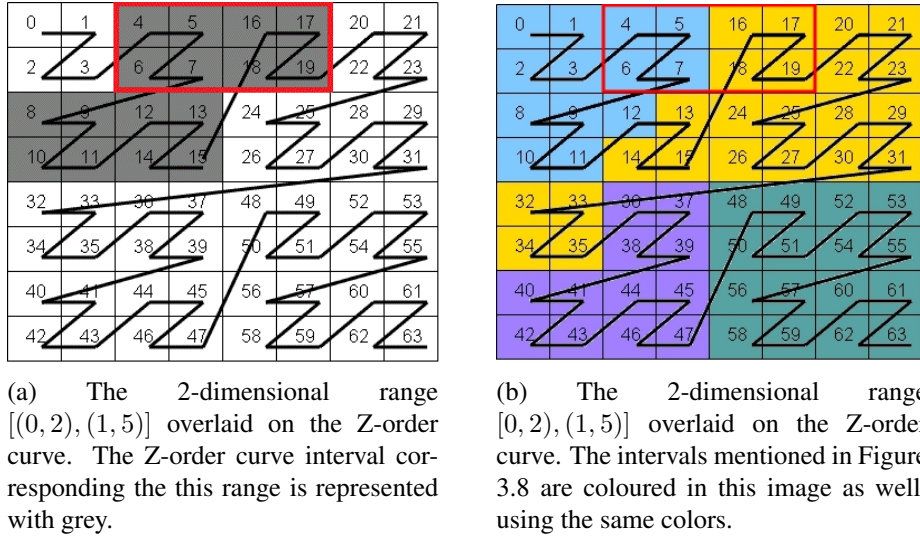 0 1 4 5 16 17 20 21
2 3 6 7 18 19 22 23
8 9 12 13 24 25 28 29
10 11 14 15 26 27 30 31
32 33 36 37 48 49 52 53
34 35 38 39 50 51 54 55
40 41 44 45 56 57 60 61
42 43 46 47 58 59 62 63
(a) The 2-dimensional range
[(0, 2), (1, 5)] overlaid on the Z-order
curve. The Z-order curve interval cor-
responding the this range is represented
with grey.
0 1 4 5 16 17 20 21
2 3 6 7 18 19 22 23
8 9 12 13 24 25 28 29
10 11 14 15 26 27 30 31
32 33 36 37 48 49 52 53
34 35 38 39 50 51 54 55
40 41 44 45 56 57 60 61
42 43 46 47 58 59 62 63
(b) The 2-dimensional range
[0, 2), (1, 5)] overlaid on the Z-order
curve. The intervals mentioned in Figure
3.8 are coloured in this image as well
using the same colors.